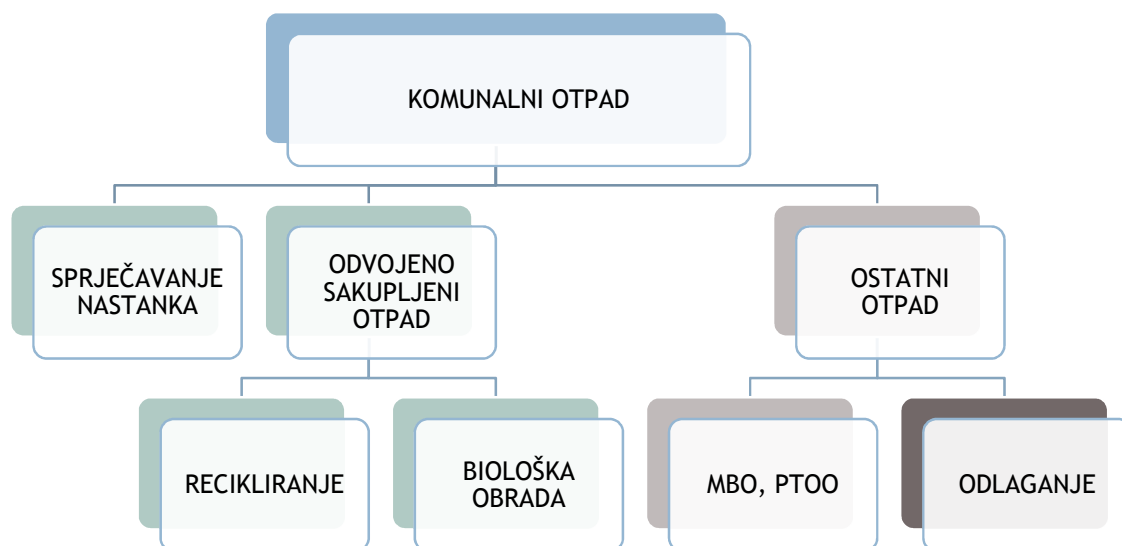 KOMUNALNI OTPAD
SPRJEČAVANJE
NASTANKA
ODVOJENO
SAKUPLJENI
OTPAD
OSTATNI
OTPAD
RECIKLIRANJE
BIOLOŠKA
OBRADA
MBO, PTOO
ODLAGANJE